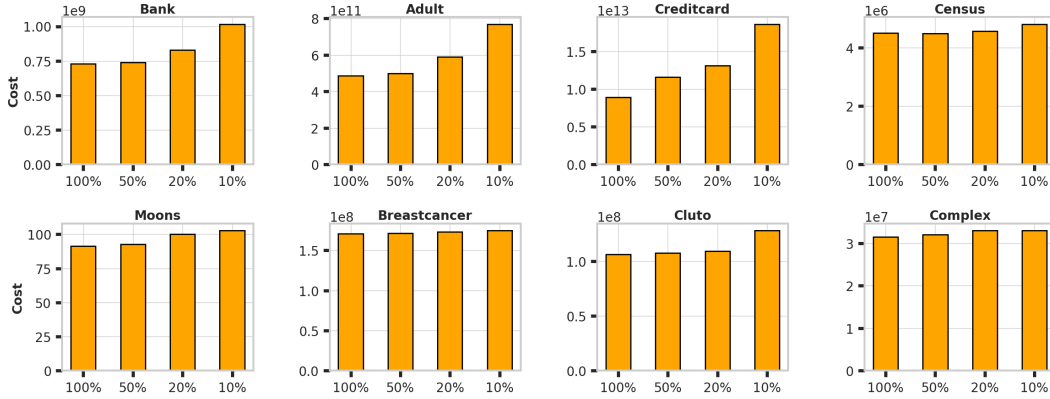 Bank
1e9
Cost
1.00
0.75
0.50
0.25
0.00
100% 50% 20% 10%
Adult
1e11
8
6
4
2
0
100% 50% 20% 10%
Creditcard
1e13
1.5
1.0
0.5
0.0
100% 50% 20% 10%
Census
1e6
4
2
0
100% 50% 20% 10%
Moons
Cost
100
75
50
25
0
100% 50% 20% 10%
Breastcancer
1e8
1.5
1.0
0.5
0.0
100% 50% 20% 10%
Cluto
1e8
1.0
0.5
0.0
100% 50% 20% 10%
Complex
1e7
3
2
1
0
100% 50% 20% 10%